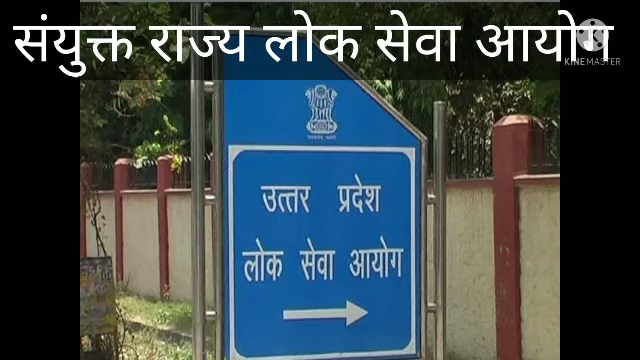 संयुक्त राज्य लोक सेवा आयोग
KINEMASTER
उत्तर प्रदेश
लोक सेवा आयोग